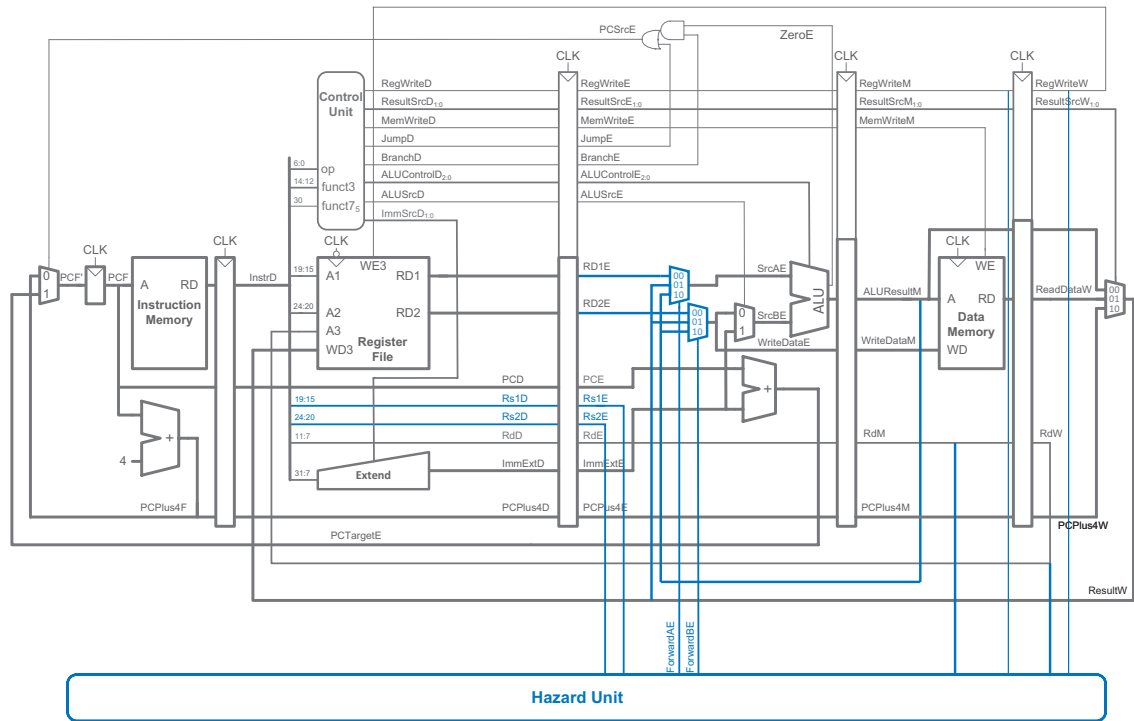 PCSrcE
ZeroE
CLK
CLK
CLK
Control
Unit
RegWriteD
RegWriteE
RegWriteM
RegWriteW
ResultSrcD1:0
ResultSrcE1:0
ResultSrcM1:0
ResultSrcW1:0
MemWriteD
MemWriteE
MemWriteM
JumpD
JumpE
BranchD
BranchE
6:0
op
ALUControlD2:0
ALUControlE2:0
14:12
funct3
ALUSrcD
ALUSrcE
30
funct75
ImmSrcD1:0
CLK
CLK
CLK
CLK
0
1
PCF'
PCF
A
RD
Instruction
Memory
InstrD
19:15
A1
WE3
RD1
RD1E
00
01
10
SrcAE
24:20
A2
RD2
RD2E
00
01
10
0
1
SrcBE
ALU
A3
WD3
Register
File
WriteDataE
ALUResultM
WriteDataM
WE
A
RD
Data
Memory
WD
ReadDataW
00
01
10
PCD
PCE
+
19:15
Rs1D
Rs1E
24:20
Rs2D
Rs2E
11:7
RdD
RdE
RdM
RdW
+
4
31:7
Extend
ImmExtD
ImmExtE
PCPlus4F
PCPlus4D
PCPlus4E
PCPlus4M
PCPlus4W
PCTargetE
ResultW
ForwardAE
ForwardBE
Hazard Unit